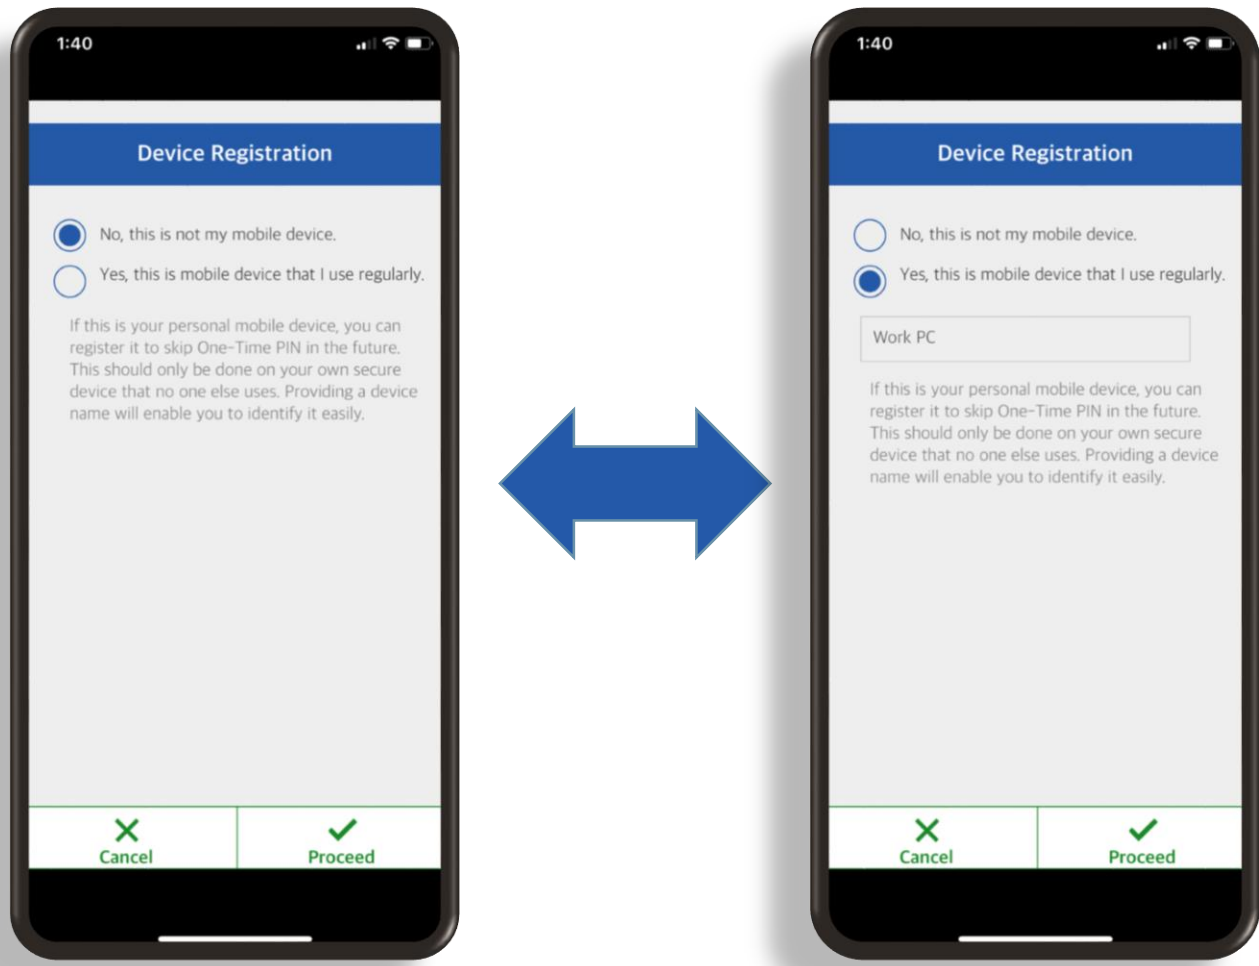 1:40
Device Registration
No, this is not my mobile device.
Yes, this is mobile device that I use regularly.
If this is your personal mobile device, you can
register it to skip One-Time PIN in the future.
This should only be done on your own secure
device that no one else uses. Providing a device
name will enable you to identify it easily.
Cancel
Proceed
1:40
Device Registration
No, this is not my mobile device.
Yes, this is mobile device that I use regularly.
Work PC
If this is your personal mobile device, you can
register it to skip One-Time PIN in the future.
This should only be done on your own secure
device that no one else uses. Providing a device
name will enable you to identify it easily.
Cancel
Proceed